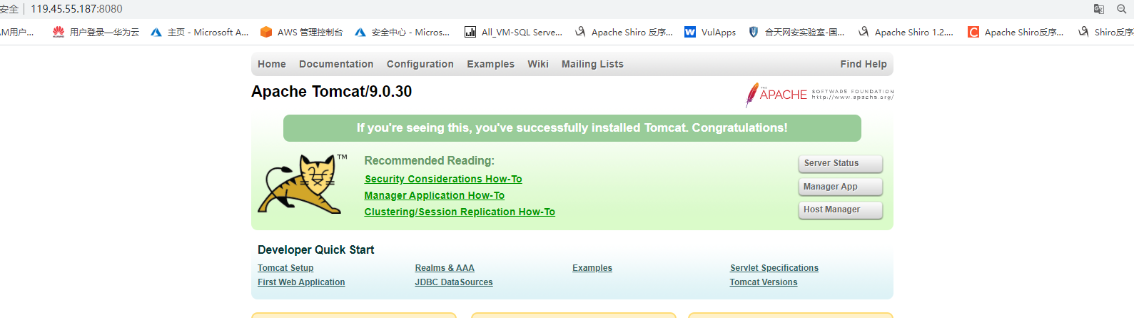 安全 119.45.55.187:8080
AM用户... 用户登录—华为云 主页 - Microsoft A... AWS 管理控制台 安全中心 - Micros... All_VM-SQL Serve... Apache Shiro 反序... VulApps 合天网安实验室-国... Apache Shiro 1.2.... Apache Shiro反序... Shiro反序
Home Documentation Configuration Examples Wiki Mailing Lists Find Help
Apache Tomcat/9.0.30
THE APACHE SOFTWARE FOUNDATION
http://www.apache.org/
If you're seeing this, you've successfully installed Tomcat. Congratulations!
TM
Recommended Reading:
Security Considerations How-To
Manager Application How-To
Clustering/Session Replication How-To
Server Status
Manager App
Host Manager
Developer Quick Start
Tomcat Setup Realms & AAA Examples Servlet Specifications
First Web Application JDBC DataSources Tomcat Versions